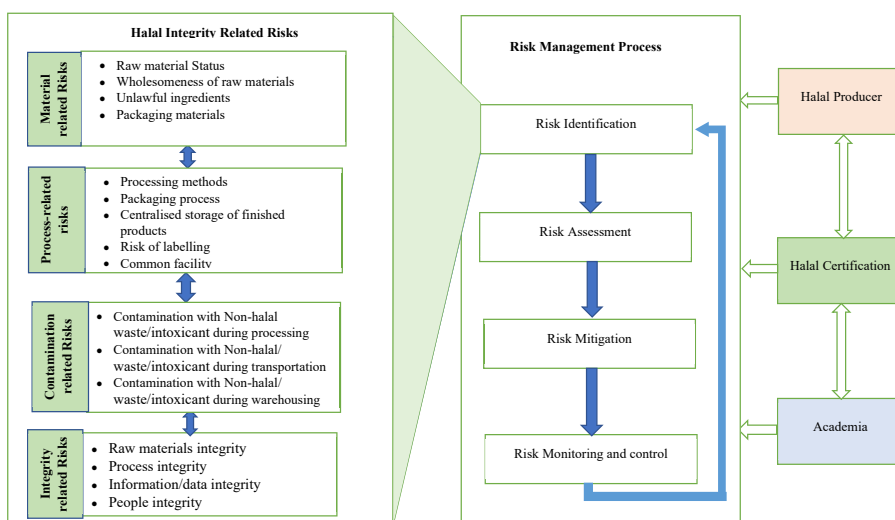 Halal Integrity Related Risks
Material
related Risks
• Raw material Status
• Wholesomeness of raw materials
• Unlawful ingredients
• Packaging materials
Process-related
risks
• Processing methods
• Packaging process
• Centralised storage of finished
products
• Risk of labelling
• Common facility
Contamination
related Risks
• Contamination with Non-halal
waste/intoxicant during processing
• Contamination with Non-halal/
waste/intoxicant during transportation
• Contamination with Non-halal/
waste/intoxicant during warehousing
Integrity
related Risks
• Raw materials integrity
• Process integrity
• Information/data integrity
• People integrity
Risk Management Process
Risk Identification
Risk Assessment
Risk Mitigation
Risk Monitoring and control
Halal Producer
Halal Certification
Academia